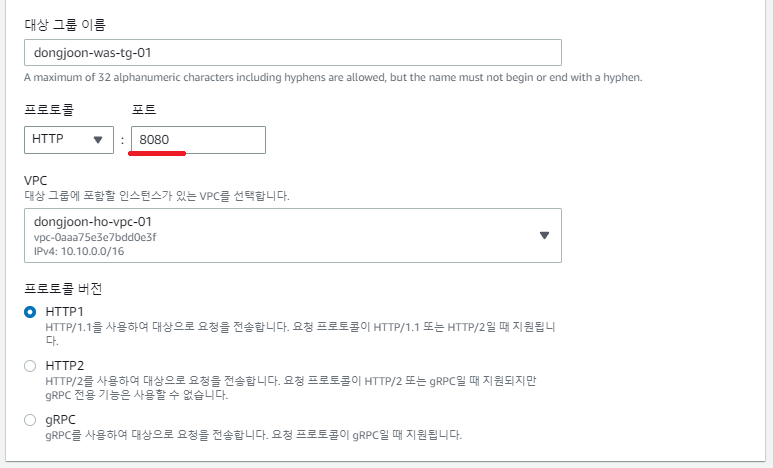 대상 그룹 이름
dongjoon-was-tg-01
A maximum of 32 alphanumeric characters including hyphens are allowed, but the name must not begin or end with a hyphen.
프로토콜 포트
HTTP : 8080
VPC
대상 그룹에 포함할 인스턴스가 있는 VPC를 선택합니다.
dongjoon-ho-vpc-01
vpc-0aaa75e3e7bdd0e3f
IPv4: 10.10.0.0/16
프로토콜 버전
HTTP1
HTTP/1.1을 사용하여 대상으로 요청을 전송합니다. 요청 프로토콜이 HTTP/1.1 또는 HTTP/2일 때 지원됩니
다.
HTTP2
HTTP/2를 사용하여 대상으로 요청을 전송합니다. 요청 프로토콜이 HTTP/2 또는 gRPC일 때 지원되지만
gRPC 전용 기능은 사용할 수 없습니다.
gRPC
gRPC를 사용하여 대상으로 요청을 전송합니다. 요청 프로토콜이 gRPC일 때 지원됩니다.